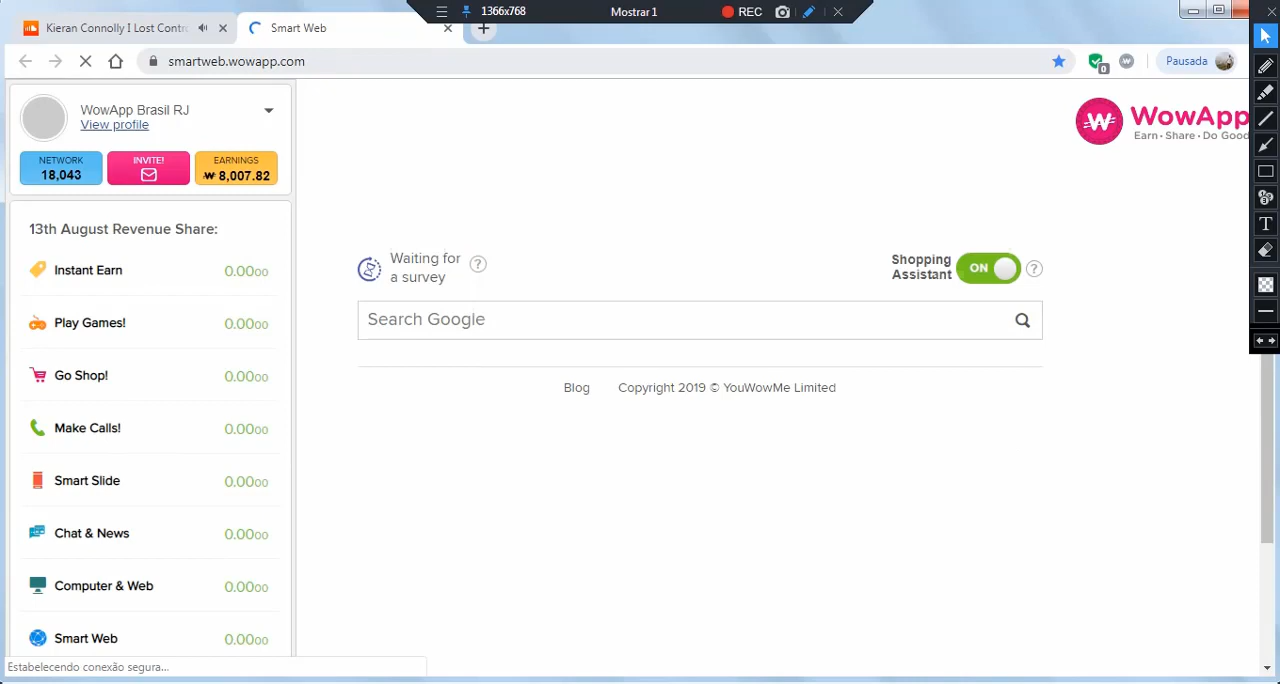 1366x768
Mostrar1
REC
Kieran Connolly I Lost Contro
Smart Web
smartweb.wowapp.com
0
Pausada
WowApp Brasil RJ
View profile
NETWORK
18,043
INVITE!
EARNINGS
8,007.82
WowApp
Earn · Share · Do Good
13th August Revenue Share:
Instant Earn 0.0000
Play Games! 0.0000
Go Shop! 0.0000
Make Calls! 0.0000
Smart Slide 0.0000
Chat & News 0.0000
Computer & Web 0.0000
Smart Web 0.0000
Waiting for
a survey
?
Shopping
Assistant
ON
?
Search Google
Blog Copyright 2019 © YouWowMe Limited
Estabelecendo conexão segura...
T